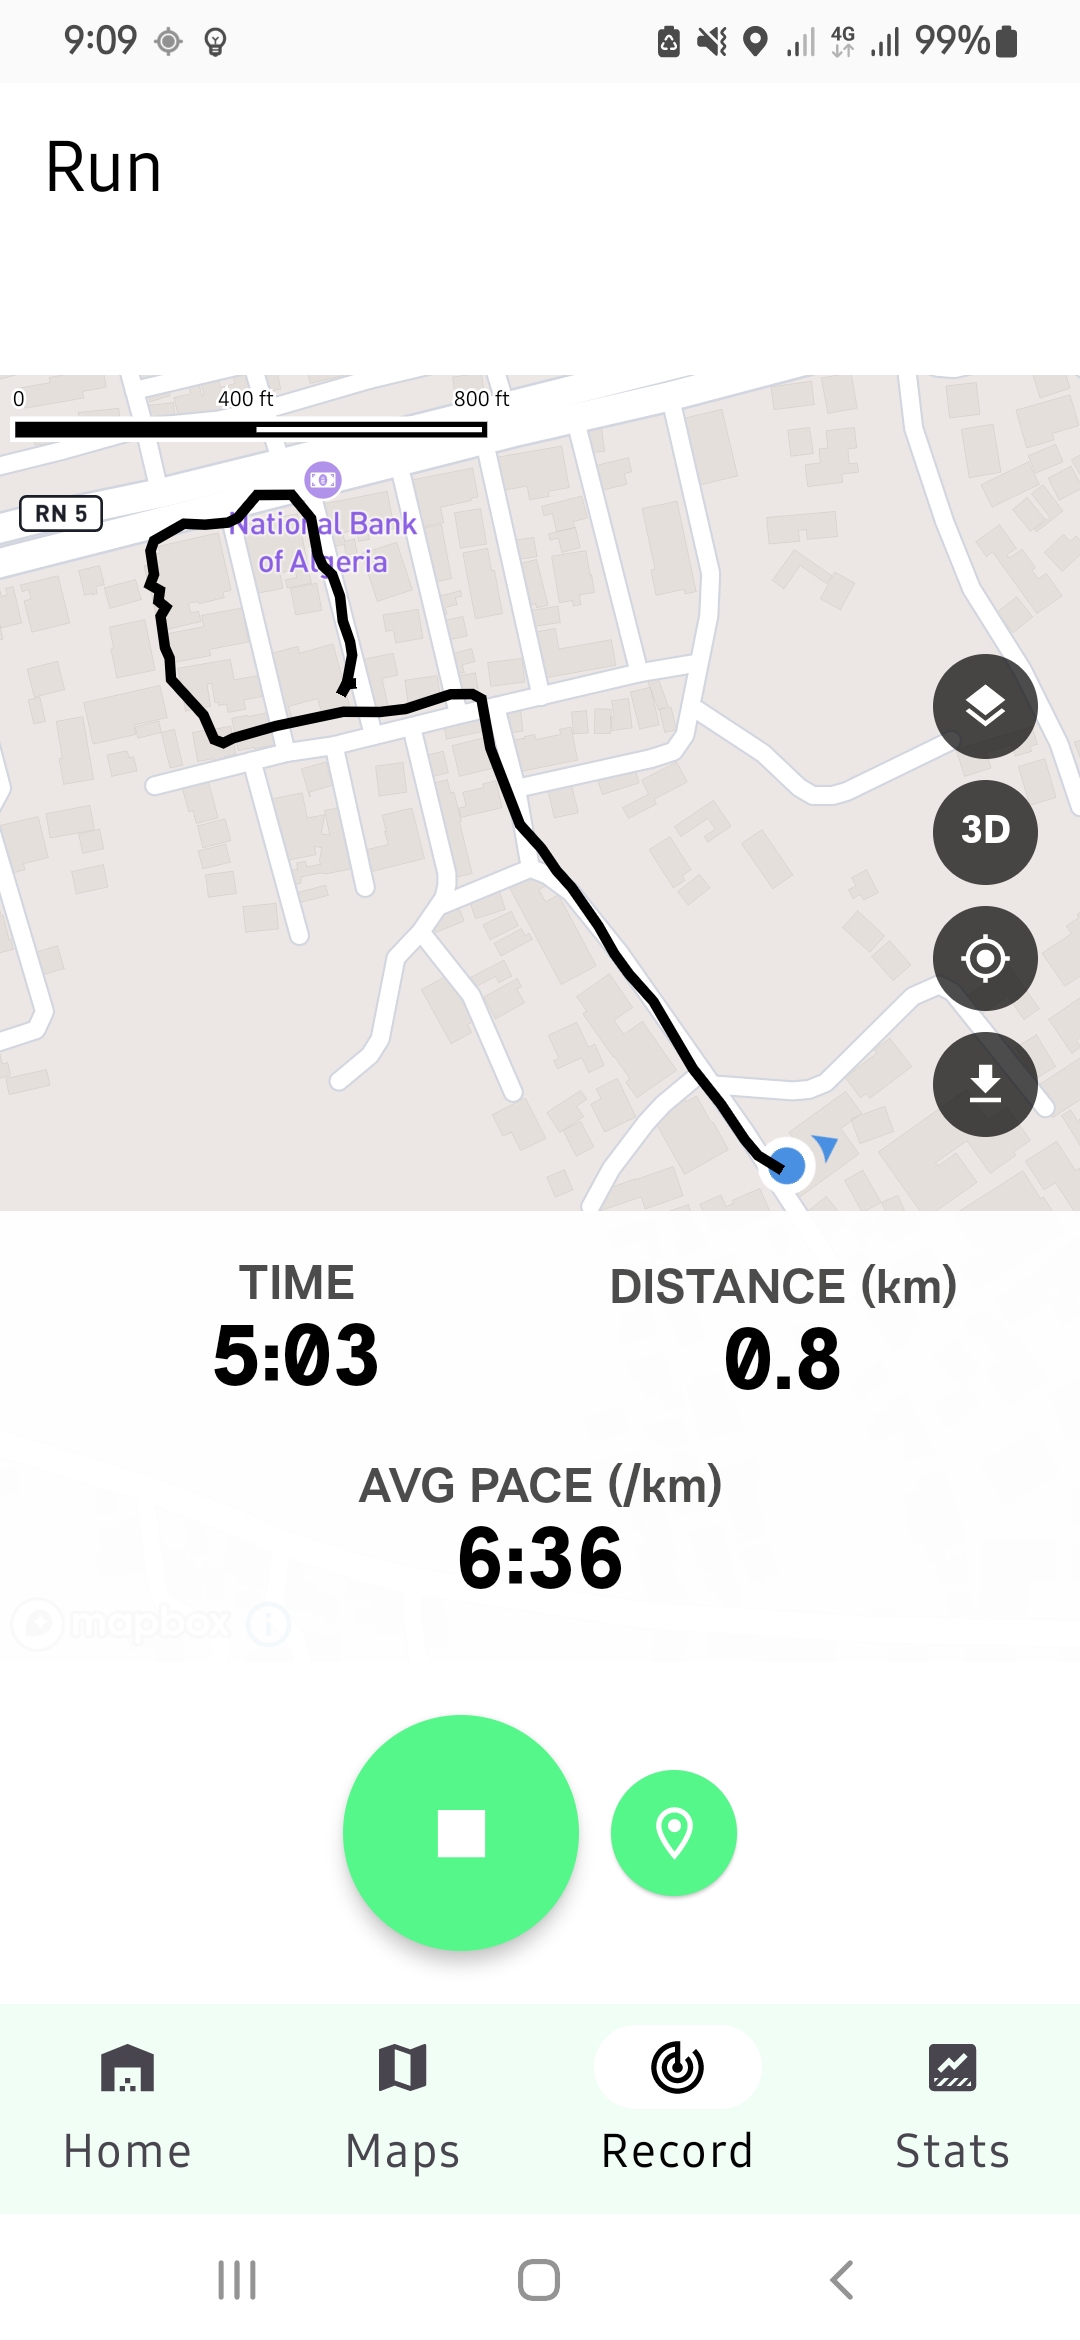 9:09
4G
99%
Run
0
400 ft
800 ft
RN 5
National Bank
of Algeria
3D
TIME
5:03
DISTANCE (km)
0.8
AVG PACE (/km)
6:36
mapbox
Home
Maps
Record
Stats